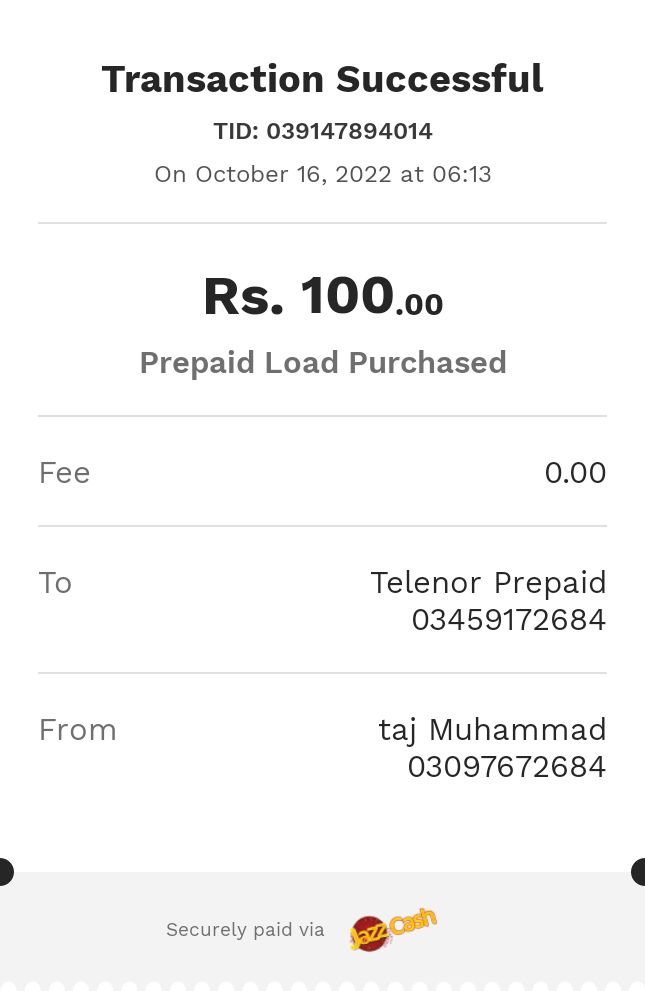 Transaction Successful
TID: 039147894014
On October 16, 2022 at 06:13
Rs. 100.00
Prepaid Load Purchased
Fee 0.00
To Telenor Prepaid
03459172684
From taj Muhammad
03097672684
Securely paid via JazzCash